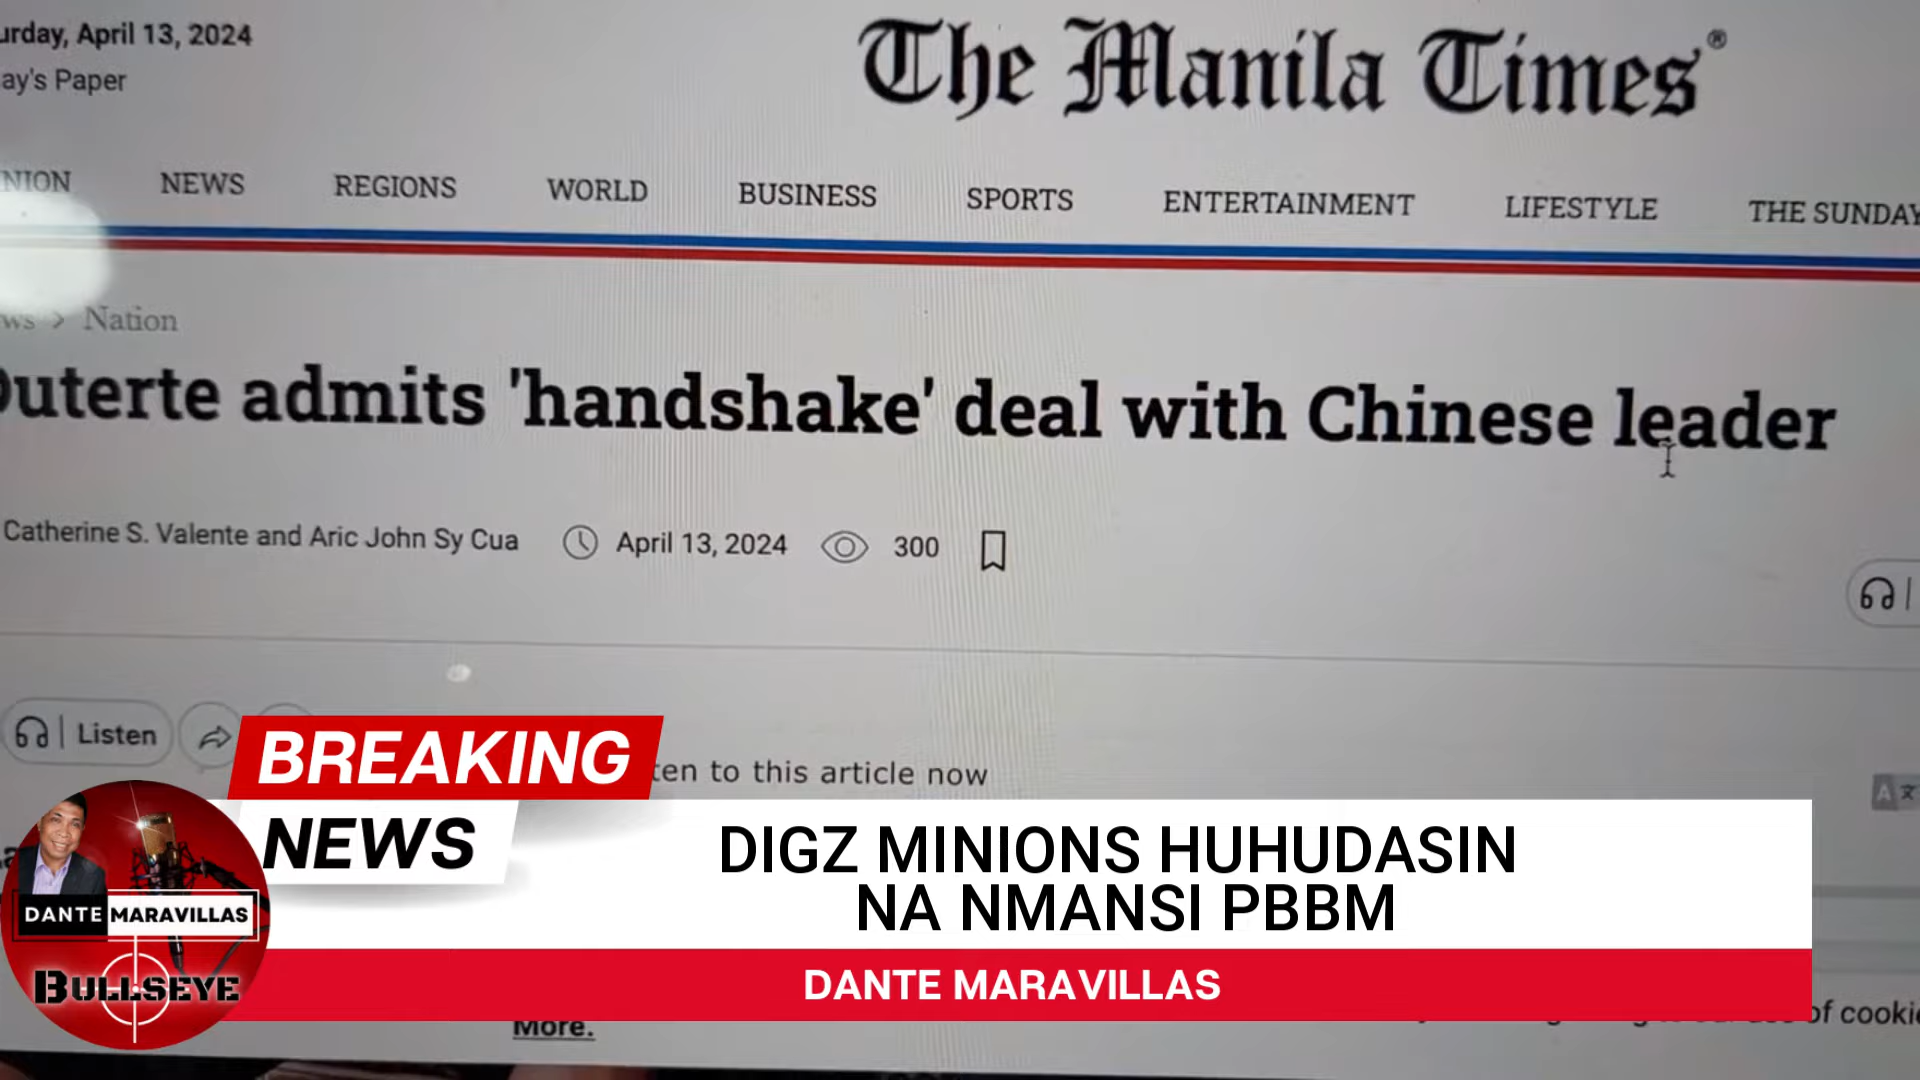 urday, April 13, 2024
ay's Paper
The Manila Times®
NION NEWS REGIONS WORLD BUSINESS SPORTS ENTERTAINMENT LIFESTYLE THE SUNDAY
ws > Nation
Duterte admits 'handshake' deal with Chinese leader
Catherine S. Valente and Aric John Sy Cua April 13, 2024 300
Listen
ten to this article now
BREAKING
NEWS
DIGZ MINIONS HUHUDASIN
NA NMANSI PBBM
DANTE MARAVILLAS
BULLSEYE
DANTE MARAVILLAS
More.
of cookie